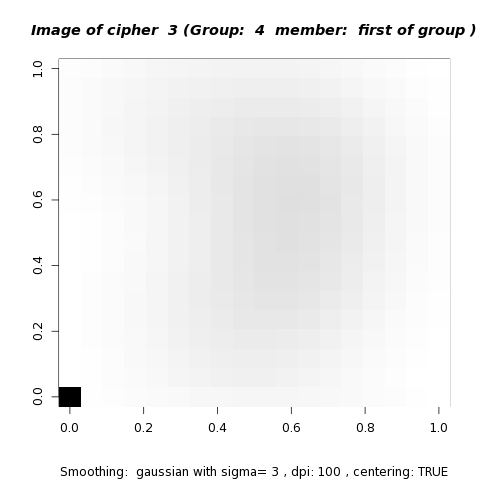 Image of cipher 3 (Group: 4 member: first of group )
1.0
0.8
0.6
0.4
0.2
0.0
0.0 0.2 0.4 0.6 0.8 1.0
Smoothing: gaussian with sigma= 3 , dpi: 100 , centering: TRUE